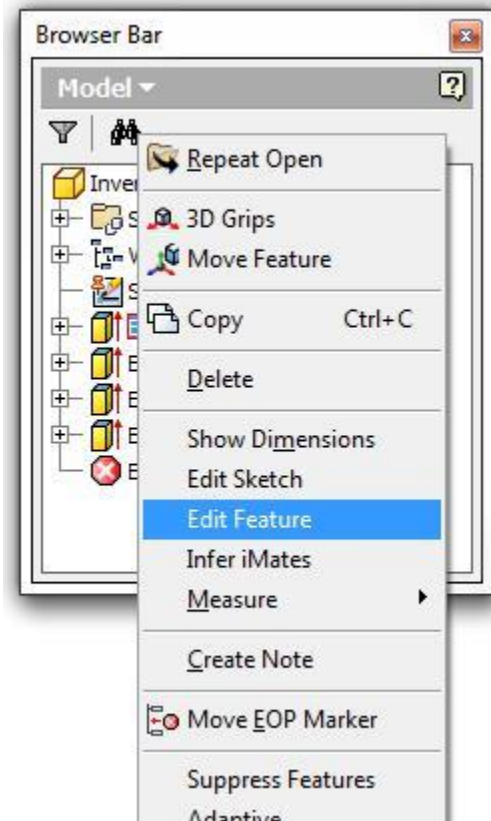 Browser Bar
Model
Repeat Open
3D Grips
Move Feature
Copy Ctrl+C
Delete
Show Dimensions
Edit Sketch
Edit Feature
Infer iMates
Measure
Create Note
Move EOP Marker
Suppress Features
Adaptive